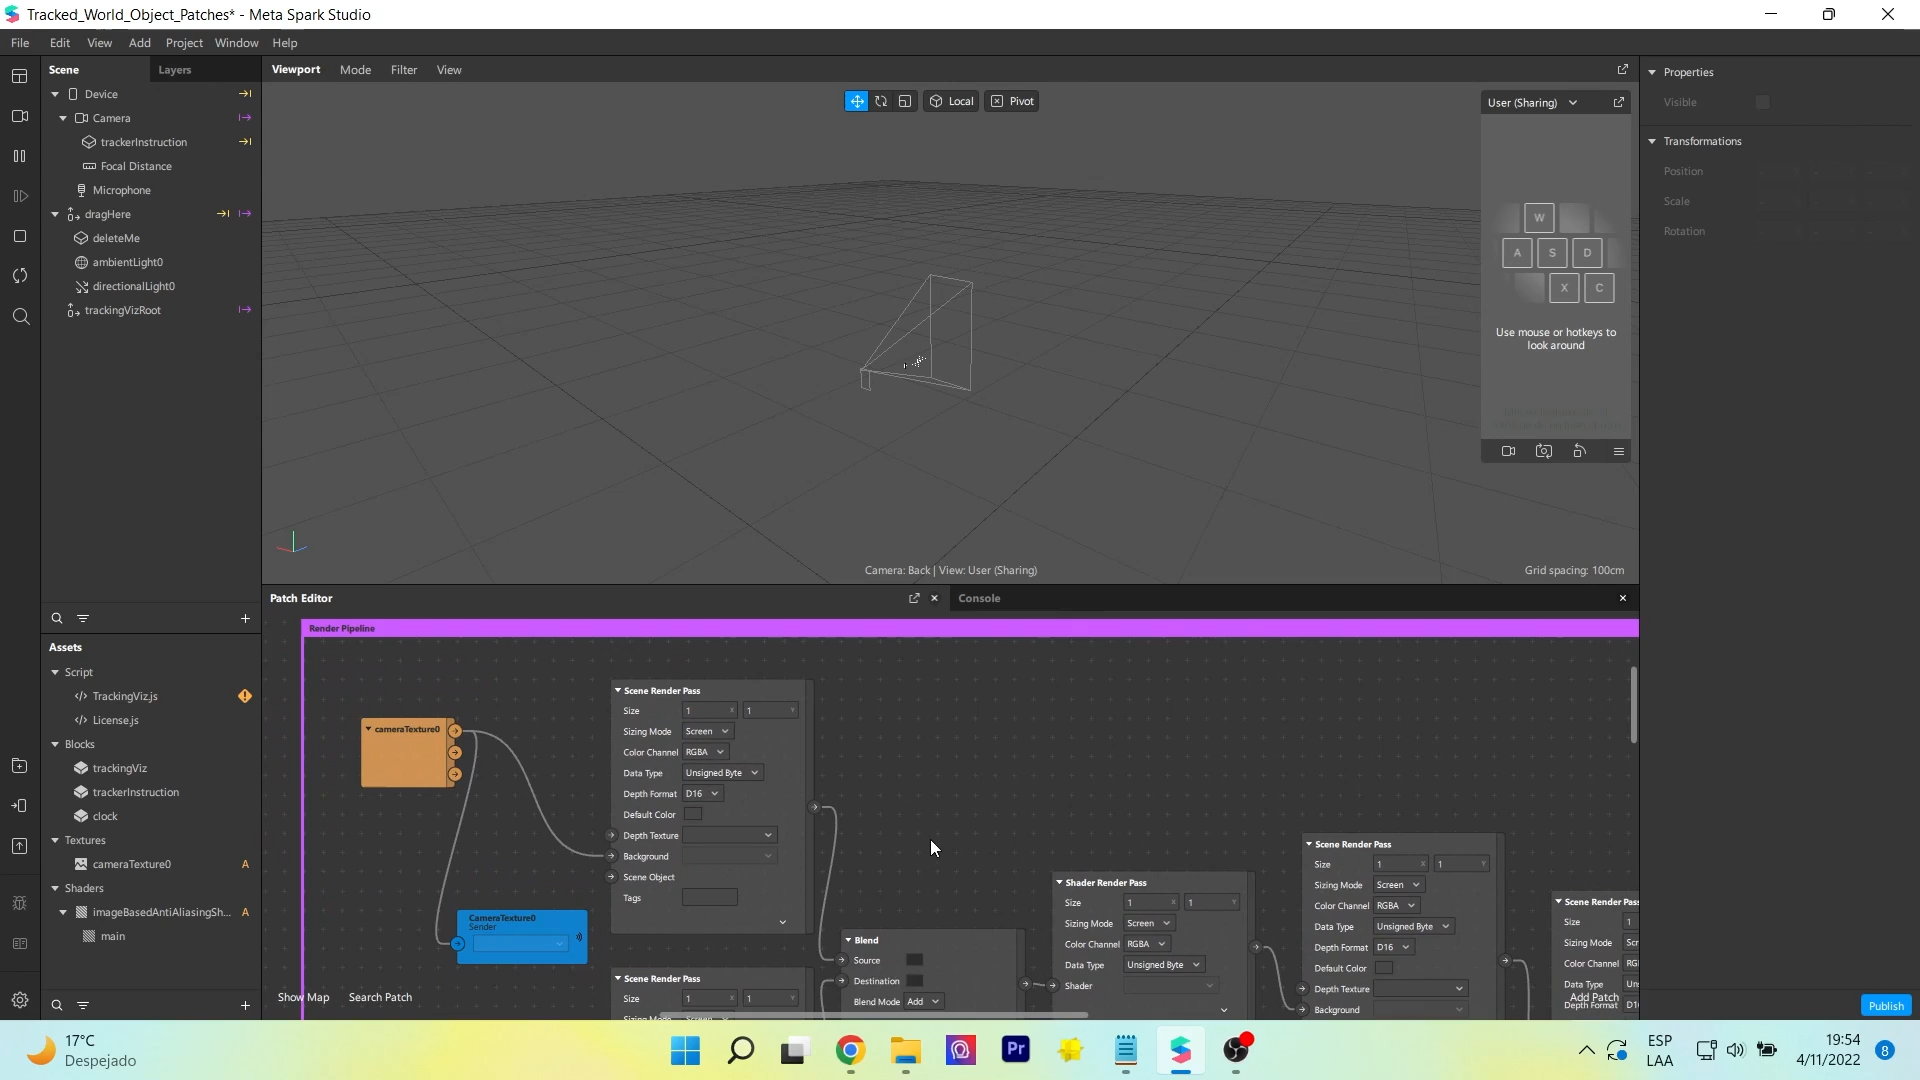 Tracked_World_Object_Patches* - Meta Spark Studio
File Edit View Add Project Window Help
Scene Layers
Device
Camera
trackerInstruction
Focal Distance
Microphone
dragHere
deleteMe
ambientLight0
directionalLight0
trackingVizRoot
Viewport Mode Filter View
Local Pivot
User (Sharing)
W
A S D
X C
Use mouse or hotkeys to
look around
Camera: Back | View: User (Sharing)
Grid spacing: 100cm
Properties
Visible
Transformations
Position
Scale
Rotation
Assets
Script
TrackingViz.js
License.js
Blocks
trackingViz
trackerInstruction
clock
Textures
cameraTexture0 A
Shaders
imageBasedAntiAliasingSh... A
main
Patch Editor
Console
Render Pipeline
cameraTexture0
CameraTexture0
Sender
Scene Render Pass
Size 1 X 1 Y
Sizing Mode Screen
Color Channel RGBA
Data Type Unsigned Byte
Depth Format D16
Default Color
Depth Texture
Background
Scene Object
Tags
Scene Render Pass
Size 1 X 1 Y
Sizing Mode Screen
Blend
Source
Destination
Blend Mode Add
Shader Render Pass
Size 1 X 1 Y
Sizing Mode Screen
Color Channel RGBA
Data Type Unsigned Byte
Shader
Scene Render Pass
Size 1 X 1 Y
Sizing Mode Screen
Color Channel RGBA
Data Type Unsigned Byte
Depth Format D16
Default Color
Depth Texture
Background
Scene Render Pass
Size 1
Sizing Mode Scr
Color Channel RG
Data Type Uns
Depth Format D1
Show Map Search Patch
Add Patch
Publish
17°C
Despejado
Pr
ESP
LAA
19:54
4/11/2022
8